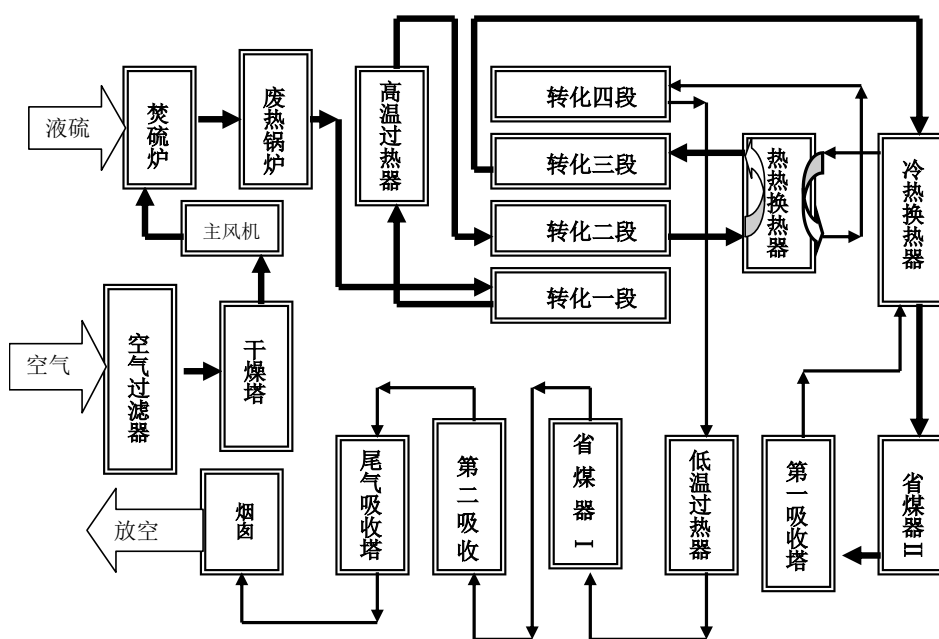 液硫
焚硫炉
废热锅炉
高温过热器
转化四段
转化三段
转化二段
转化一段
热热换热器
冷热换热器
主风机
空气
空气过滤器
干燥塔
放空
烟囱
尾气吸收塔
第二吸收
省煤器 I
低温过热器
第一吸收塔
省煤器 II